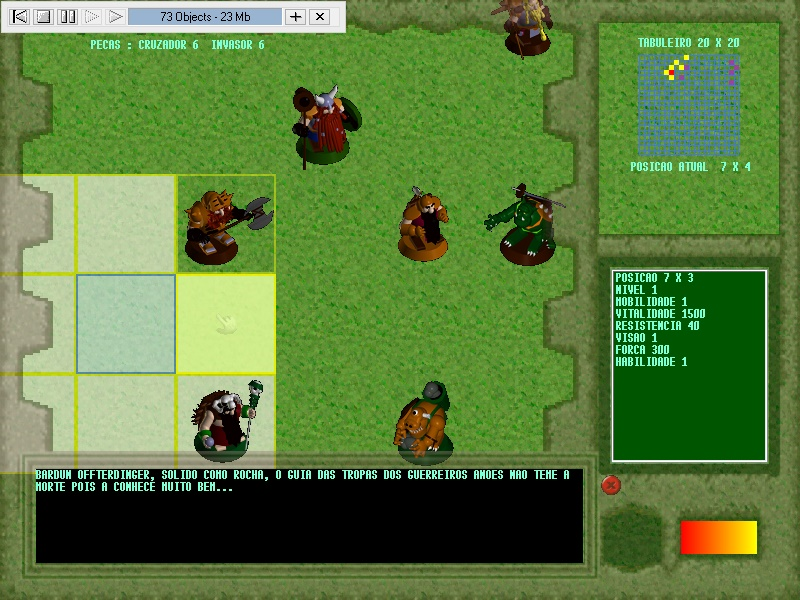 73 Objects - 23 Mb
PECAS : CRUZADOR 6 INVASOR 6
TABULEIRO 20 X 20
POSICAO ATUAL 7 X 4
POSICAO 7 X 3
NIVEL 1
MOBILIDADE 1
VITALIDADE 1500
RESISTENCIA 40
VISAO 1
FORCA 300
HABILIDADE 1
BARDUN OFFTERDINGER, SOLIDO COMO ROCHA, O GUIA DAS TROPAS DOS GUERREIROS ANOES NAO TEME A
MORTE POIS A CONHECE MUITO BEM...